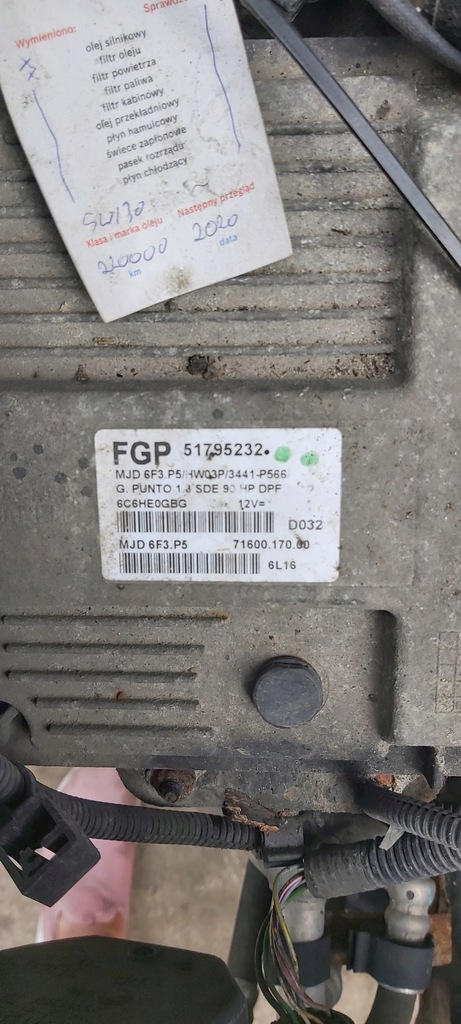 Wymieniono:
olej silnikowy
filtr oleju
filtr powietrza
filtr paliwa
filtr kabinowy
olej przekładniowy
płyn hamulcowy
świece zapłonowe
pasek rozrządu
płyn chłodzący
5W130
Klasa i marka oleju
Następny przegląd
220000
km
2020
data
FGP 51795232
MJD 6F3.P5/HW03P/3441-P566
G. PUNTO 1.3 SDE 90 HP DPF
6C6HE0GBG 12V=
D032
MJD 6F3.P5 71600.170.00
6L16